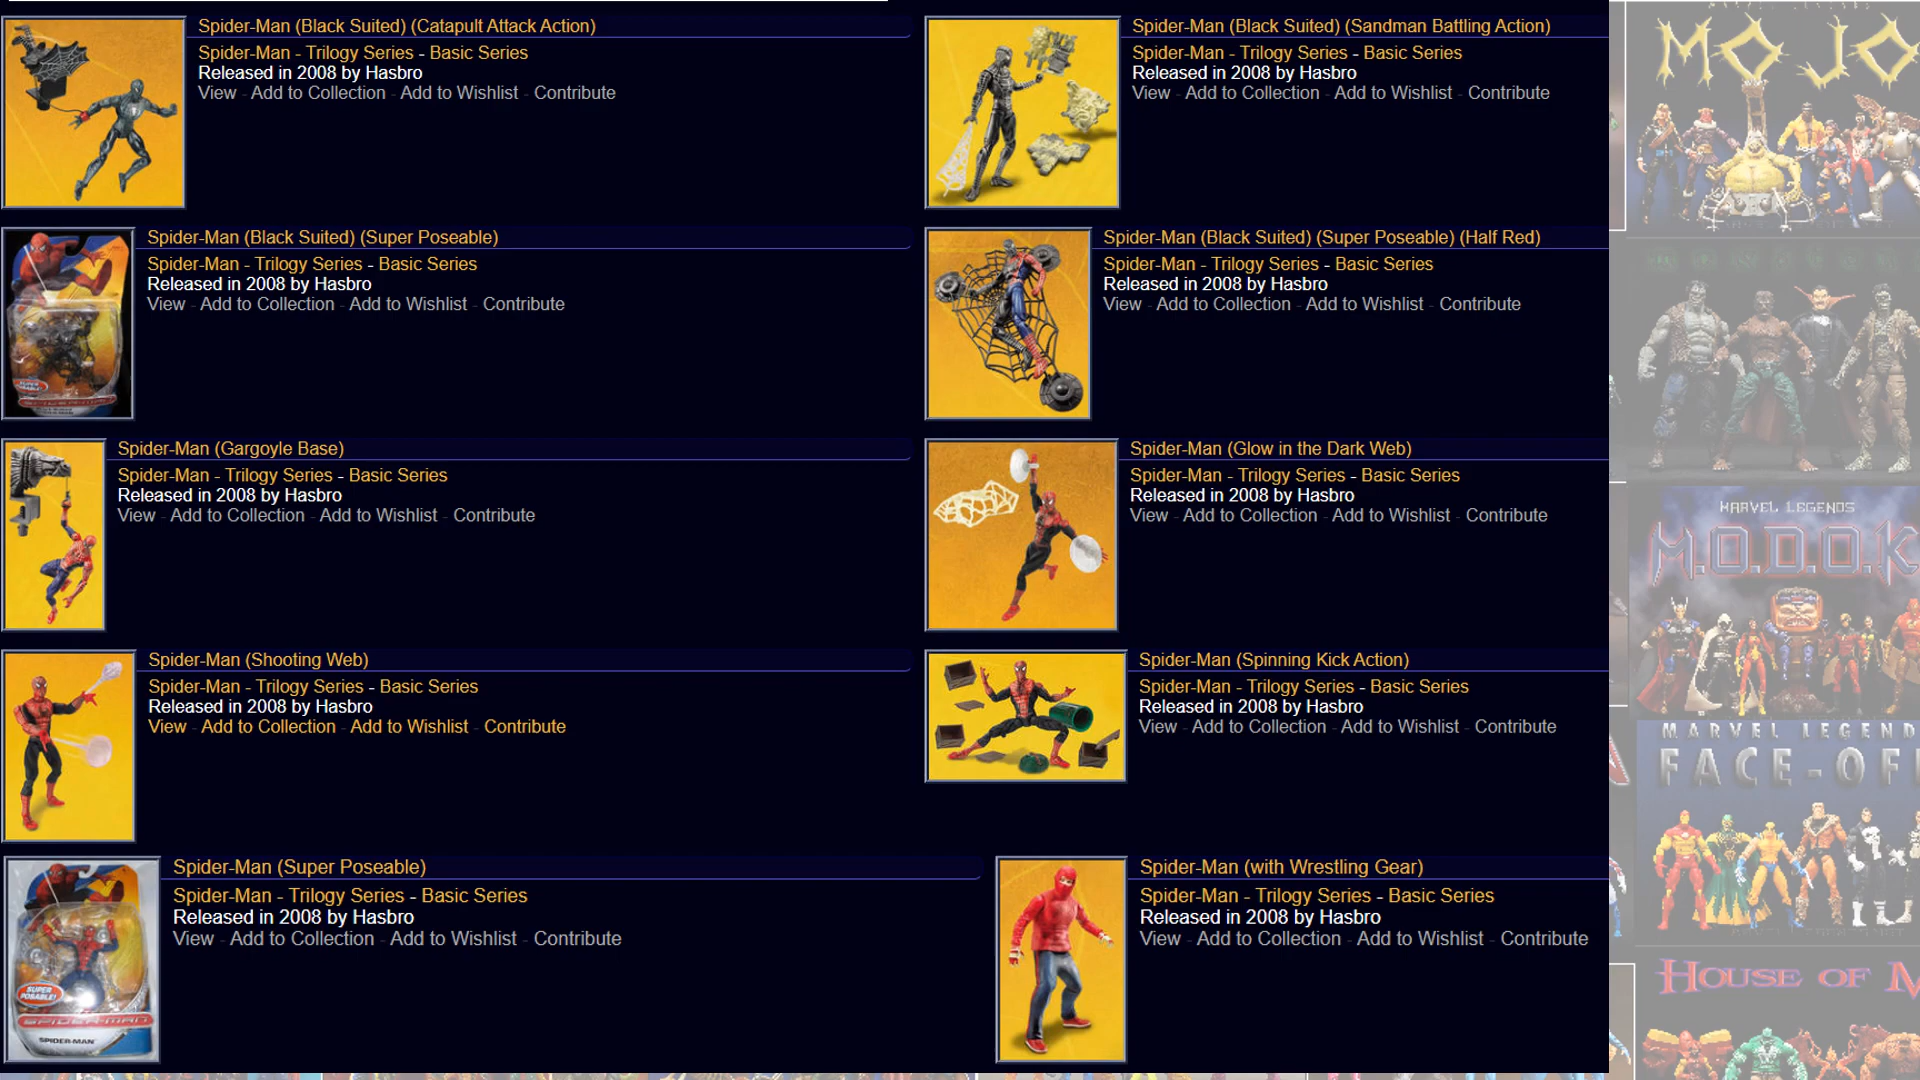 Spider-Man (Black Suited) (Catapult Attack Action)
Spider-Man - Trilogy Series - Basic Series
Released in 2008 by Hasbro
View - Add to Collection - Add to Wishlist - Contribute
Spider-Man (Black Suited) (Sandman Battling Action)
Spider-Man - Trilogy Series - Basic Series
Released in 2008 by Hasbro
View - Add to Collection - Add to Wishlist - Contribute
Spider-Man (Black Suited) (Super Poseable)
Spider-Man - Trilogy Series - Basic Series
Released in 2008 by Hasbro
View - Add to Collection - Add to Wishlist - Contribute
Spider-Man (Black Suited) (Super Poseable) (Half Red)
Spider-Man - Trilogy Series - Basic Series
Released in 2008 by Hasbro
View - Add to Collection - Add to Wishlist - Contribute
Spider-Man (Gargoyle Base)
Spider-Man - Trilogy Series - Basic Series
Released in 2008 by Hasbro
View - Add to Collection - Add to Wishlist - Contribute
Spider-Man (Glow in the Dark Web)
Spider-Man - Trilogy Series - Basic Series
Released in 2008 by Hasbro
View - Add to Collection - Add to Wishlist - Contribute
Spider-Man (Shooting Web)
Spider-Man - Trilogy Series - Basic Series
Released in 2008 by Hasbro
View - Add to Collection - Add to Wishlist - Contribute
Spider-Man (Spinning Kick Action)
Spider-Man - Trilogy Series - Basic Series
Released in 2008 by Hasbro
View - Add to Collection - Add to Wishlist - Contribute
Spider-Man (Super Poseable)
Spider-Man - Trilogy Series - Basic Series
Released in 2008 by Hasbro
View - Add to Collection - Add to Wishlist - Contribute
SUPER
POSABLE!
SPIDER-MAN
SPIDER-MAN
Spider-Man (with Wrestling Gear)
Spider-Man - Trilogy Series - Basic Series
Released in 2008 by Hasbro
View - Add to Collection - Add to Wishlist - Contribute
MOJO
MARVEL LEGENDS
M.O.D.O.K
MARVEL LEGEND
FACE-OF
HOUSE OF M